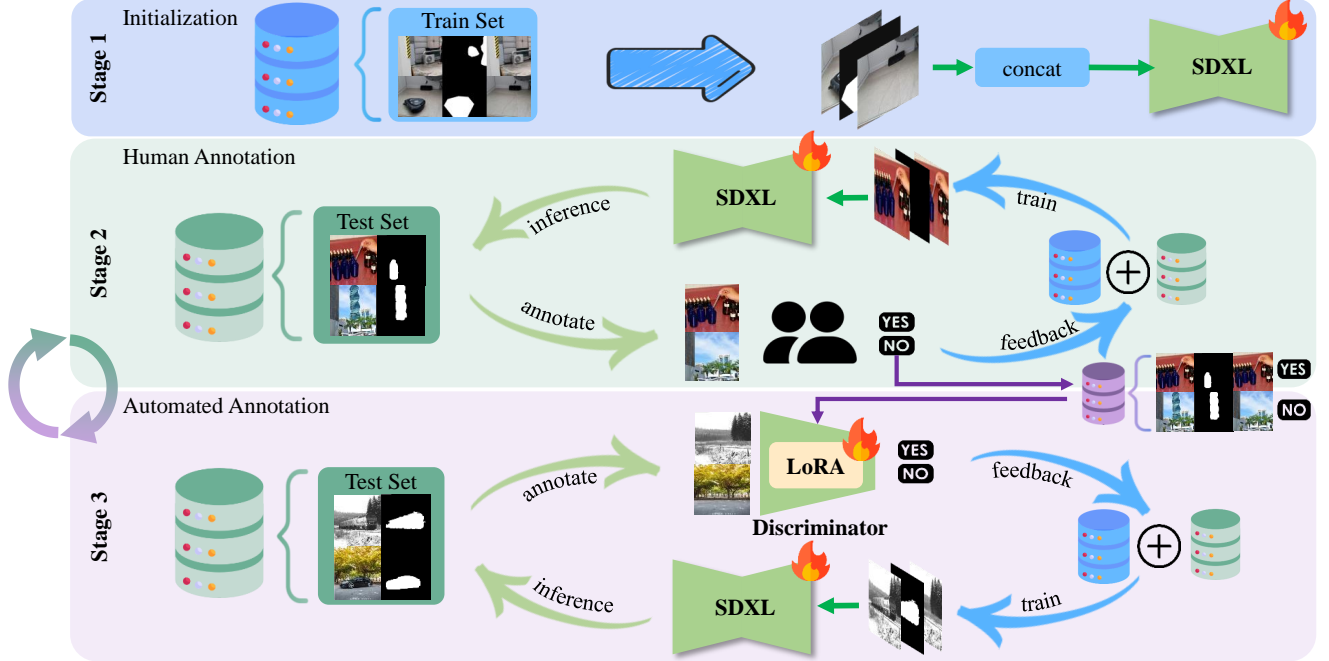 Stage 1
Initialization
Train Set
concat
SDXL
Stage 2
Human Annotation
Test Set
inference
annotate
SDXL
train
YES
NO
feedback
YES
NO
Stage 3
Automated Annotation
Test Set
annotate
inference
LoRA
Discriminator
YES
NO
feedback
SDXL
train